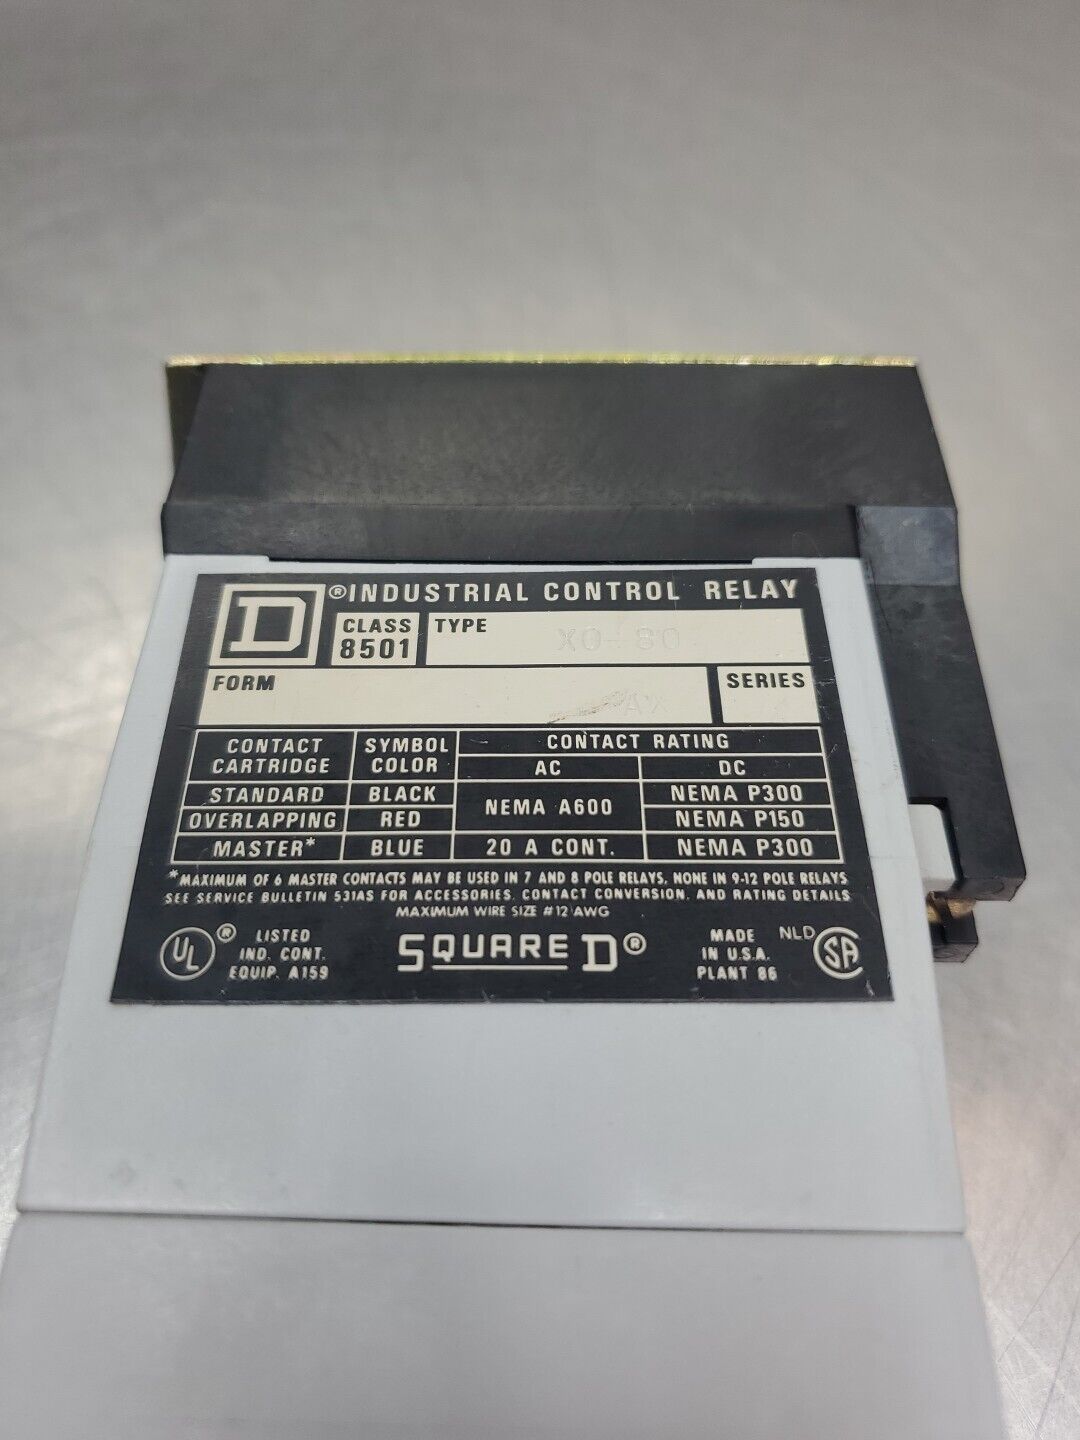 D® INDUSTRIAL CONTROL RELAY
CLASS 8501 TYPE XO-80
FORM SERIES
CONTACT CARTRIDGE SYMBOL COLOR CONTACT RATING
AC DC
STANDARD BLACK NEMA A600 NEMA P300
OVERLAPPING RED NEMA P150
MASTER* BLUE 20 A CONT. NEMA P300
*MAXIMUM OF 6 MASTER CONTACTS MAY BE USED IN 7 AND 8 POLE RELAYS, NONE IN 9-12 POLE RELAYS
SEE SERVICE BULLETIN 531AS FOR ACCESSORIES, CONTACT CONVERSION, AND RATING DETAILS
MAXIMUM WIRE SIZE #12 AWG
UL® LISTED
IND. CONT.
EQUIP. A159
SQUARE D®
MADE
IN U.S.A.
PLANT 86
NLD SA